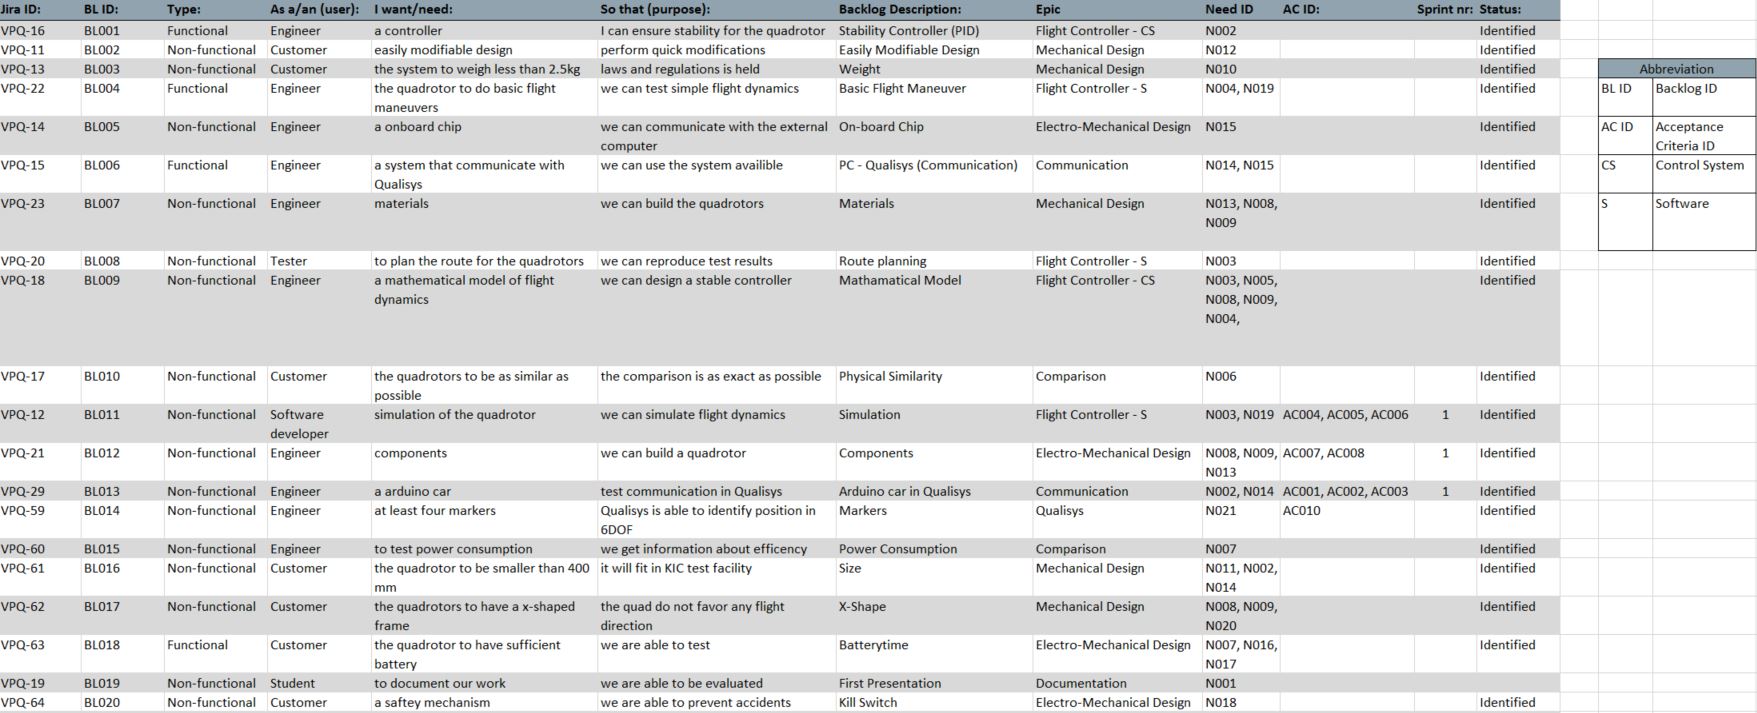 Jira ID: BL ID: Type: As a/an (user): I want/need: So that (purpose): Backlog Description: Epic Need ID AC ID: Sprint nr: Status:
VPQ-16 BL001 Functional Engineer a controller I can ensure stability for the quadrotor Stability Controller (PID) Flight Controller - CS N002 Identified
VPQ-11 BL002 Non-functional Customer easily modifiable design perform quick modifications Easily Modifiable Design Mechanical Design N012 Identified
VPQ-13 BL003 Non-functional Customer the system to weigh less than 2.5kg laws and regulations is held Weight Mechanical Design N010 Identified Abbreviation
VPQ-22 BL004 Functional Engineer the quadrotor to do basic flight we can test simple flight dynamics Basic Flight Maneuver Flight Controller - S N004, N019 Identified BL ID Backlog ID
maneuvers
VPQ-14 BL005 Non-functional Engineer a onboard chip we can communicate with the external On-board Chip Electro-Mechanical Design N015 Identified AC ID Acceptance
computer Criteria ID
VPQ-15 BL006 Functional Engineer a system that communicate with we can use the system availible PC - Qualisys (Communication) Communication N014, N015 Identified CS Control System
Qualisys
VPQ-23 BL007 Non-functional Engineer materials we can build the quadrotors Materials Mechanical Design N013, N008, Identified S Software
N009
VPQ-20 BL008 Non-functional Tester to plan the route for the quadrotors we can reproduce test results Route planning Flight Controller - S N003 Identified
VPQ-18 BL009 Non-functional Engineer a mathematical model of flight we can design a stable controller Mathamatical Model Flight Controller - CS N003, N005, Identified
dynamics N008, N009,
N004,
VPQ-17 BL010 Non-functional Customer the quadrotors to be as similar as the comparison is as exact as possible Physical Similarity Comparison N006 Identified
possible
VPQ-12 BL011 Non-functional Software simulation of the quadrotor we can simulate flight dynamics Simulation Flight Controller - S N003, N019 AC004, AC005, AC006 1 Identified
developer
VPQ-21 BL012 Non-functional Engineer components we can build a quadrotor Components Electro-Mechanical Design N008, N009, AC007, AC008 1 Identified
N013
VPQ-29 BL013 Non-functional Engineer a arduino car test communication in Qualisys Arduino car in Qualisys Communication N002, N014 AC001, AC002, AC003 1 Identified
VPQ-59 BL014 Non-functional Engineer at least four markers Qualisys is able to identify position in Markers Qualisys N021 AC010 Identified
6DOF
VPQ-60 BL015 Non-functional Engineer to test power consumption we get information about efficency Power Consumption Comparison N007 Identified
VPQ-61 BL016 Non-functional Customer the quadrotor to be smaller than 400 it will fit in KIC test facility Size Mechanical Design N011, N002, Identified
mm N014
VPQ-62 BL017 Non-functional Customer the quadrotors to have a x-shaped the quad do not favor any flight X-Shape Mechanical Design N008, N009, Identified
frame direction N020
VPQ-63 BL018 Functional Customer the quadrotor to have sufficient we are able to test Batterytime Electro-Mechanical Design N007, N016, Identified
battery N017
VPQ-19 BL019 Non-functional Student to document our work we are able to be evaluated First Presentation Documentation N001
VPQ-64 BL020 Non-functional Customer a saftey mechanism we are able to prevent accidents Kill Switch Electro-Mechanical Design N018 Identified